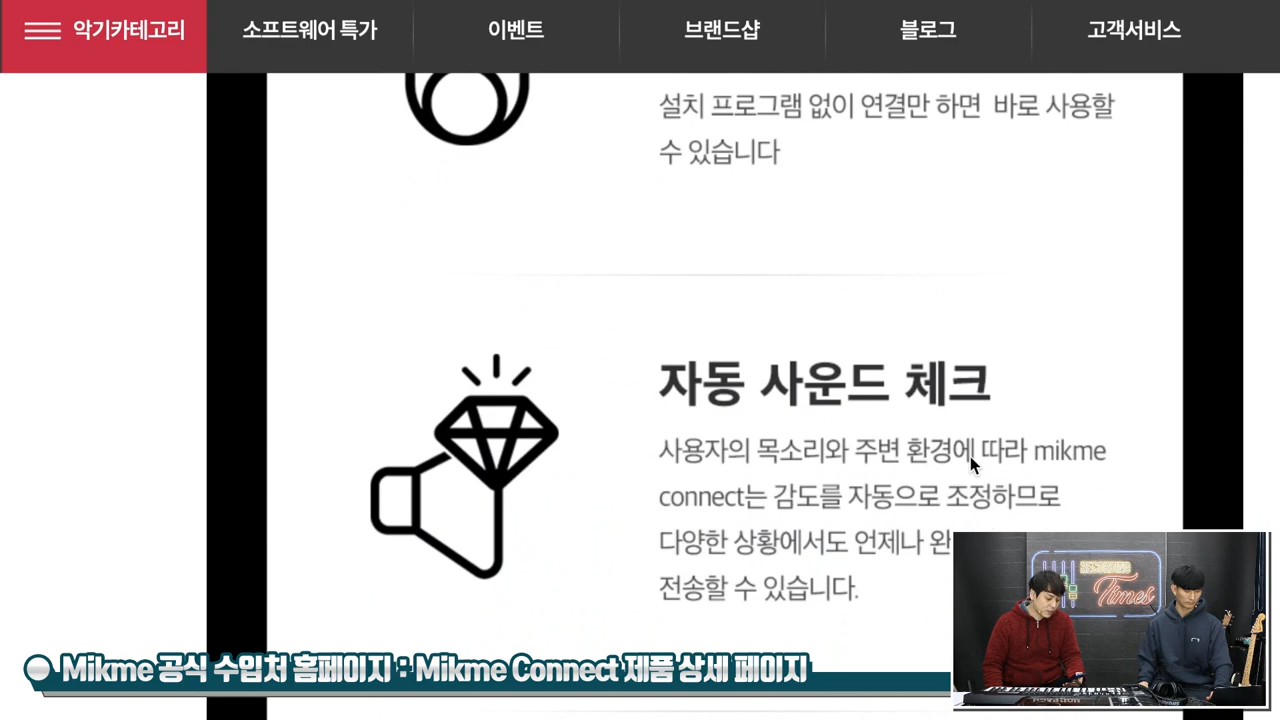 악기카테고리
소프트웨어 특가
이벤트
브랜드샵
블로그
고객서비스
설치 프로그램 없이 연결만 하면 바로 사용할
수 있습니다
자동 사운드 체크
사용자의 목소리와 주변 환경에 따라 mikme
connect는 감도를 자동으로 조정하므로
다양한 상황에서도 언제나 완
전송할 수 있습니다.
Times
novation
Mikme 공식 수입처 홈페이지 : Mikme Connect 제품 상세 페이지